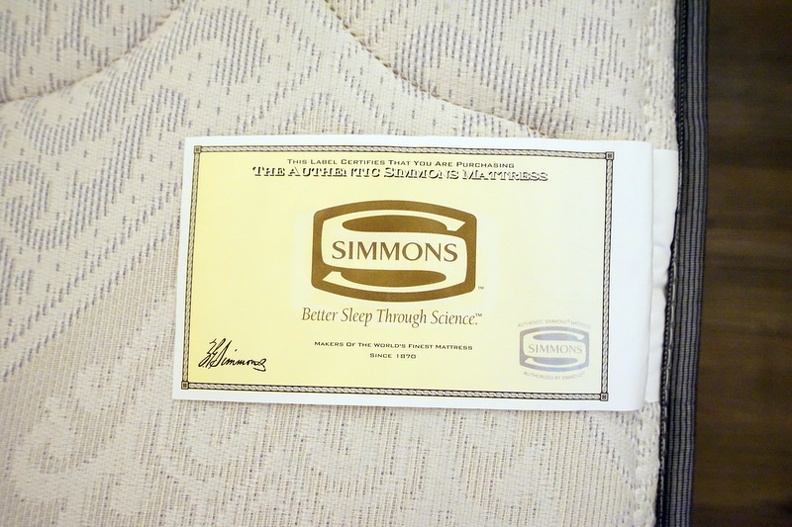 This Label Certifies That You Are Purchasing
The Authentic Simmons Mattress
SIMMONS
Better Sleep Through Science.™
Makers Of The World's Finest Mattress
Since 1870
Simmons
SIMMONS